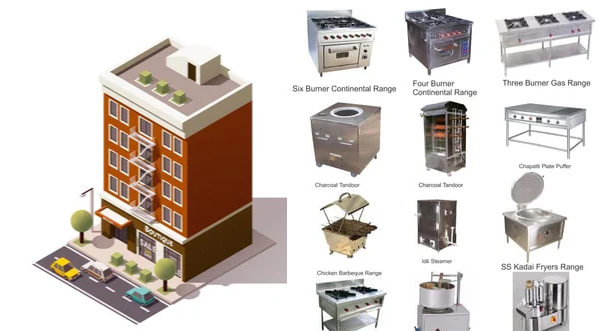 Six Burner Continental Range
Four Burner
Continental Range
Three Burner Gas Range
Charcoal Tandoor
Charcoal Tandoor
Chapatti Plate Puffer
BOUTIQUE
SALE
Chicken Barbeque Range
Idli Steamer
SS Kadai Fryers Range